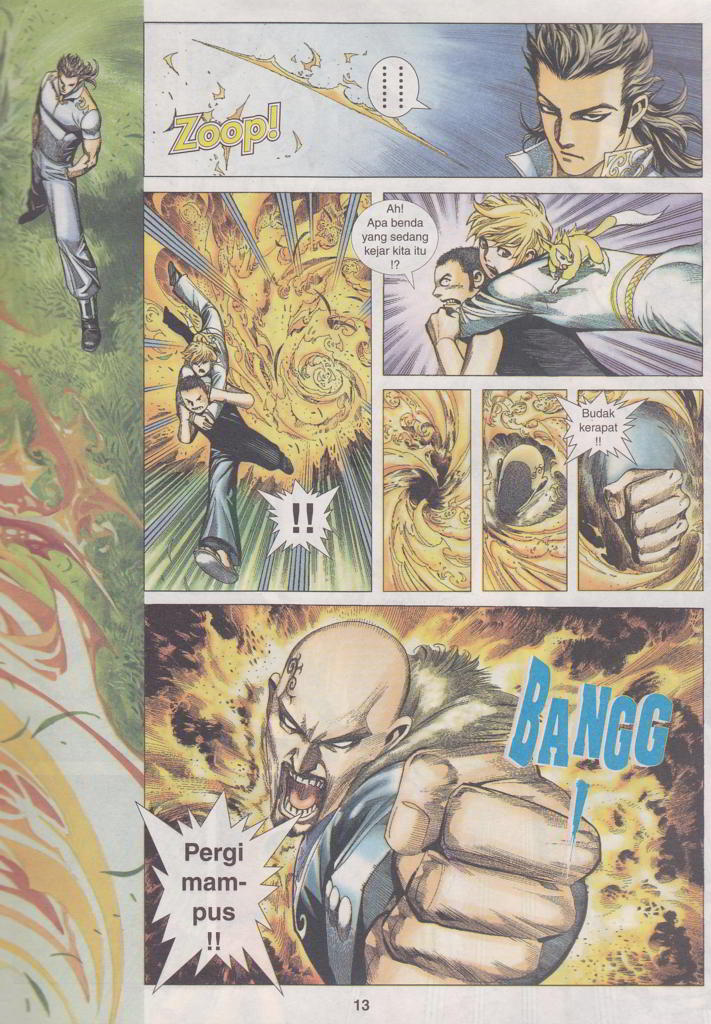 ......
......
Zoop!
Ah!
Apa benda
yang sedang
kejar kita itu
!?
!!
Budak
kerapat
!!
BANGG
!
Pergi
mam-
pus
!!
13